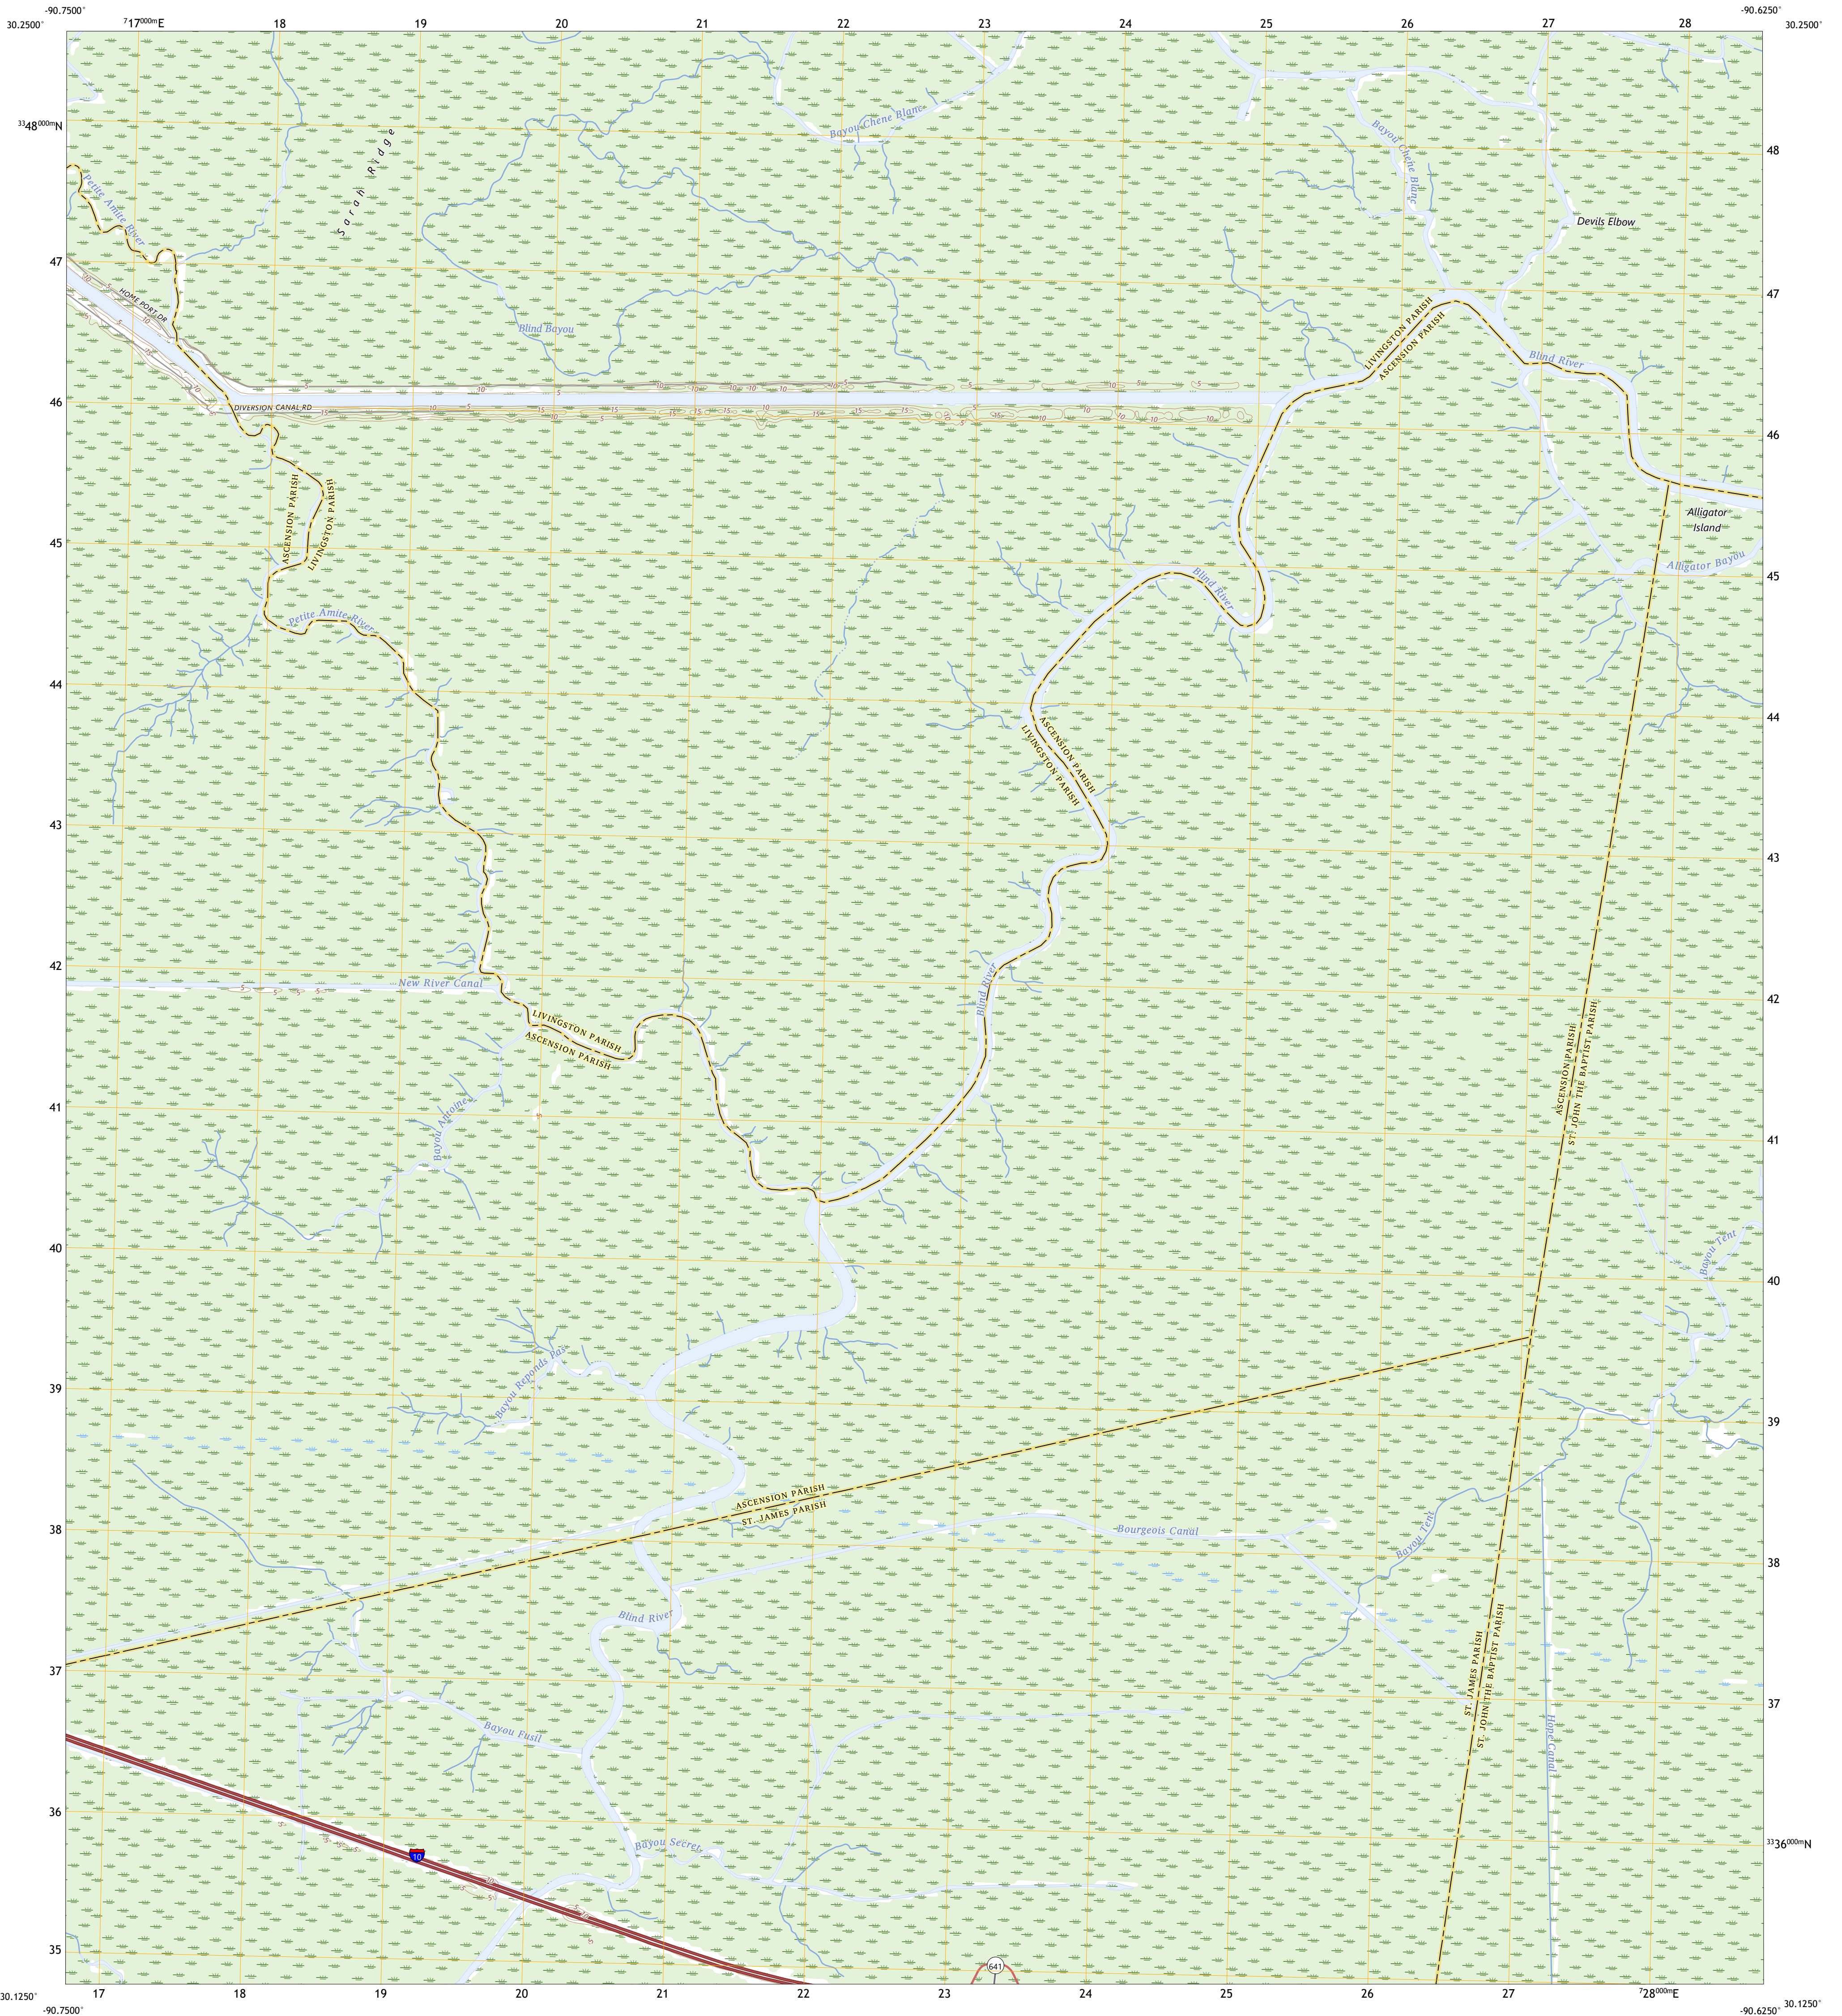 -90.7500°
-90.6250°
30.2500°
⁷17⁰⁰⁰ᵐE
18
19
20
21
22
23
24
25
26
27
28
30.2500°
³³48⁰⁰⁰ᵐN
48
Bayou Chene Blanc
Bayou Chene Blanc
Sarah Ridge
Petite Amite River
Devils Elbow
47
47
HOME PORT DR
Blind Bayou
LIVINGSTON PARISH
ASCENSION PARISH
Blind River
46
46
DIVERSION CANAL RD
ASCENSION PARISH
LIVINGSTON PARISH
Alligator
Island
45
45
Alligator Bayou
Blind River
Petite Amite River
44
44
ASCENSION PARISH
LIVINGSTON PARISH
43
43
42
42
New River Canal
Blind River
LIVINGSTON PARISH
ASCENSION PARISH
ASCENSION PARISH
ST. JOHN THE BAPTIST PARISH
41
41
Bayou Antoine
40
40
Bayou Tent
39
39
Bayou Reponds Pas
ASCENSION PARISH
ST. JAMES PARISH
38
38
Bourgeois Canal
Bayou Tent
Blind River
37
37
ST. JAMES PARISH
ST. JOHN THE BAPTIST PARISH
Bayou Fusil
Hope Canal
36
³³36⁰⁰⁰ᵐN
Bayou Secret
10
35
641
30.1250°
17
18
19
20
21
22
23
24
25
26
27
⁷28⁰⁰⁰ᵐE
30.1250°
-90.7500°
-90.6250°